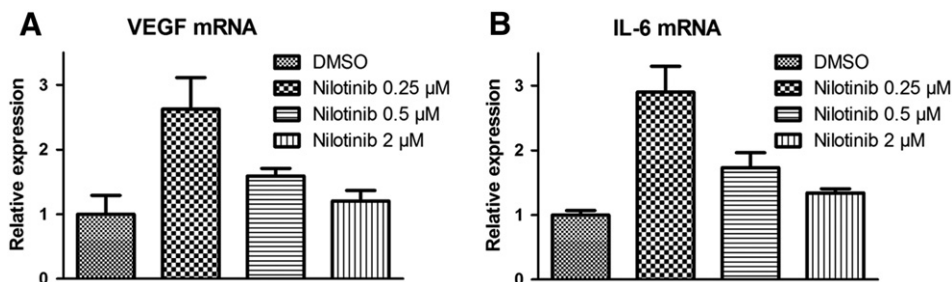 A
VEGF mRNA
Relative expression
3
2
1
0
DMSO
Nilotinib 0.25 µM
Nilotinib 0.5 µM
Nilotinib 2 µM
B
IL-6 mRNA
Relative expression
3
2
1
0
DMSO
Nilotinib 0.25 µM
Nilotinib 0.5 µM
Nilotinib 2 µM